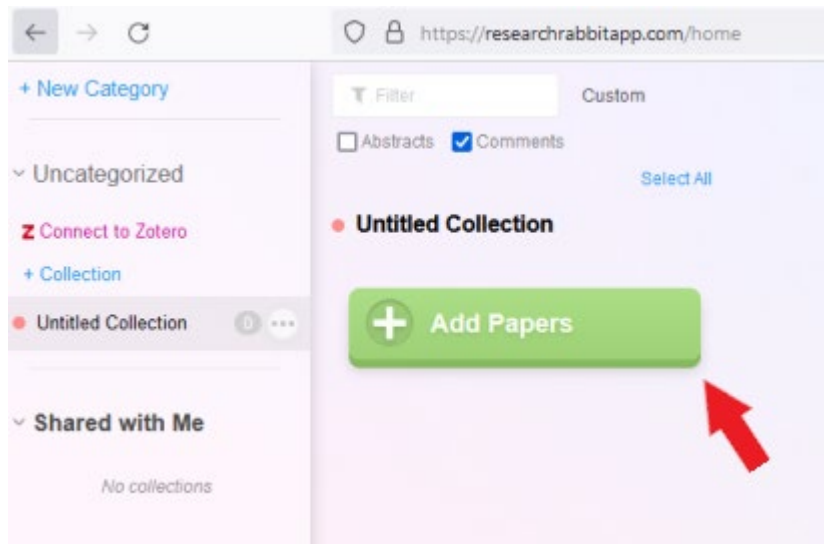 https://researchrabbitapp.com/home
+ New Category
Uncategorized
Z Connect to Zotero
+ Collection
Untitled Collection 0 •••
Shared with Me
No collections
Filter
Custom
Abstracts
Comments
Select All
Untitled Collection
Add Papers